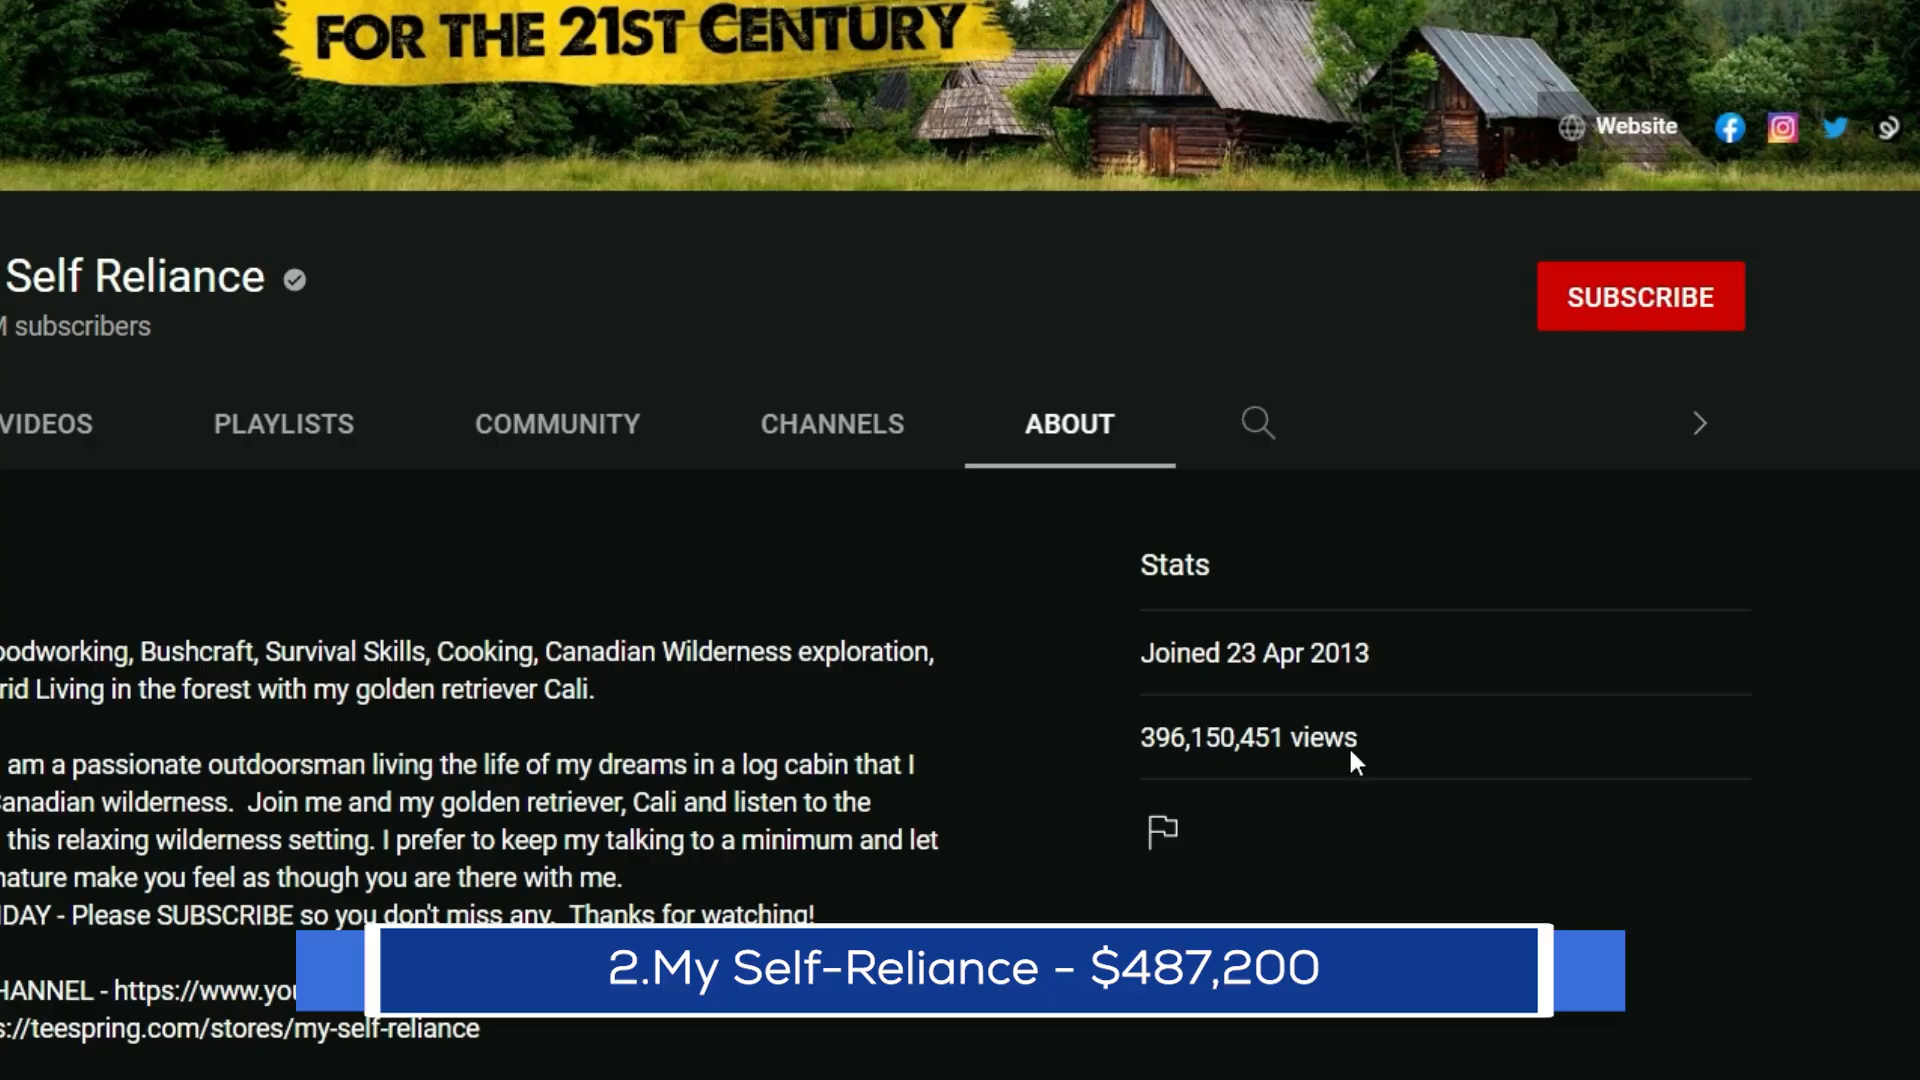 FOR THE 21ST CENTURY
Website
Self Reliance
subscribers
SUBSCRIBE
VIDEOS PLAYLISTS COMMUNITY CHANNELS ABOUT
Stats
Joined 23 Apr 2013
396,150,451 views
oodworking, Bushcraft, Survival Skills, Cooking, Canadian Wilderness exploration,
rid Living in the forest with my golden retriever Cali.
am a passionate outdoorsman living the life of my dreams in a log cabin that I
Canadian wilderness. Join me and my golden retriever, Cali and listen to the
this relaxing wilderness setting. I prefer to keep my talking to a minimum and let
nature make you feel as though you are there with me.
DAY - Please SUBSCRIBE so you don't miss any. Thanks for watching!
HANNEL - https://www.you
s://teespring.com/stores/my-self-reliance
2.My Self-Reliance - $487,200